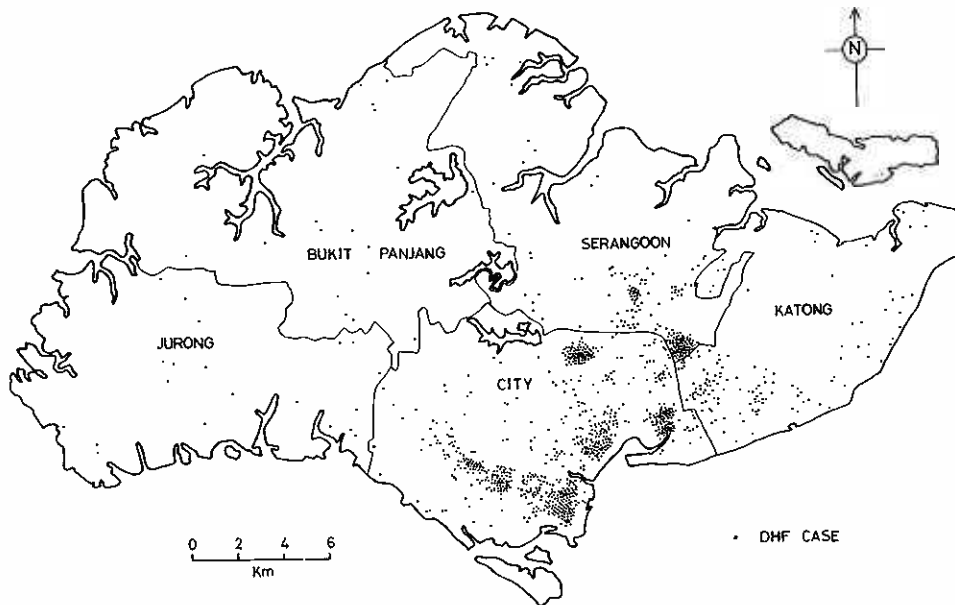 N
BUKIT PANJANG
SERANGOON
KATONG
JURONG
CITY
0 2 4 6
Km
DHF CASE